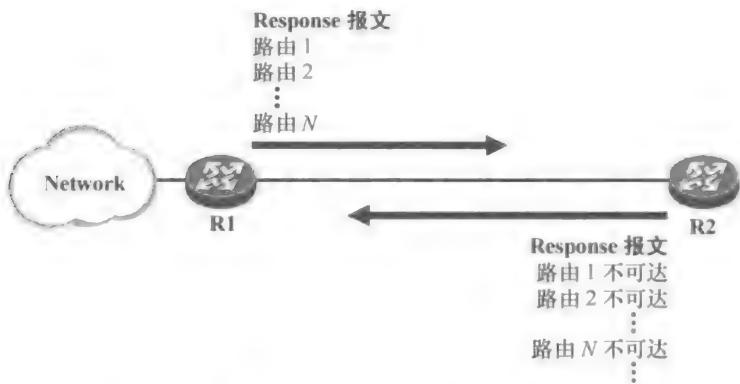 Response 报文
路由 1
路由 2
⋮
路由 N
Network
R1
R2
Response 报文
路由 1 不可达
路由 2 不可达
⋮
路由 N 不可达
⋮